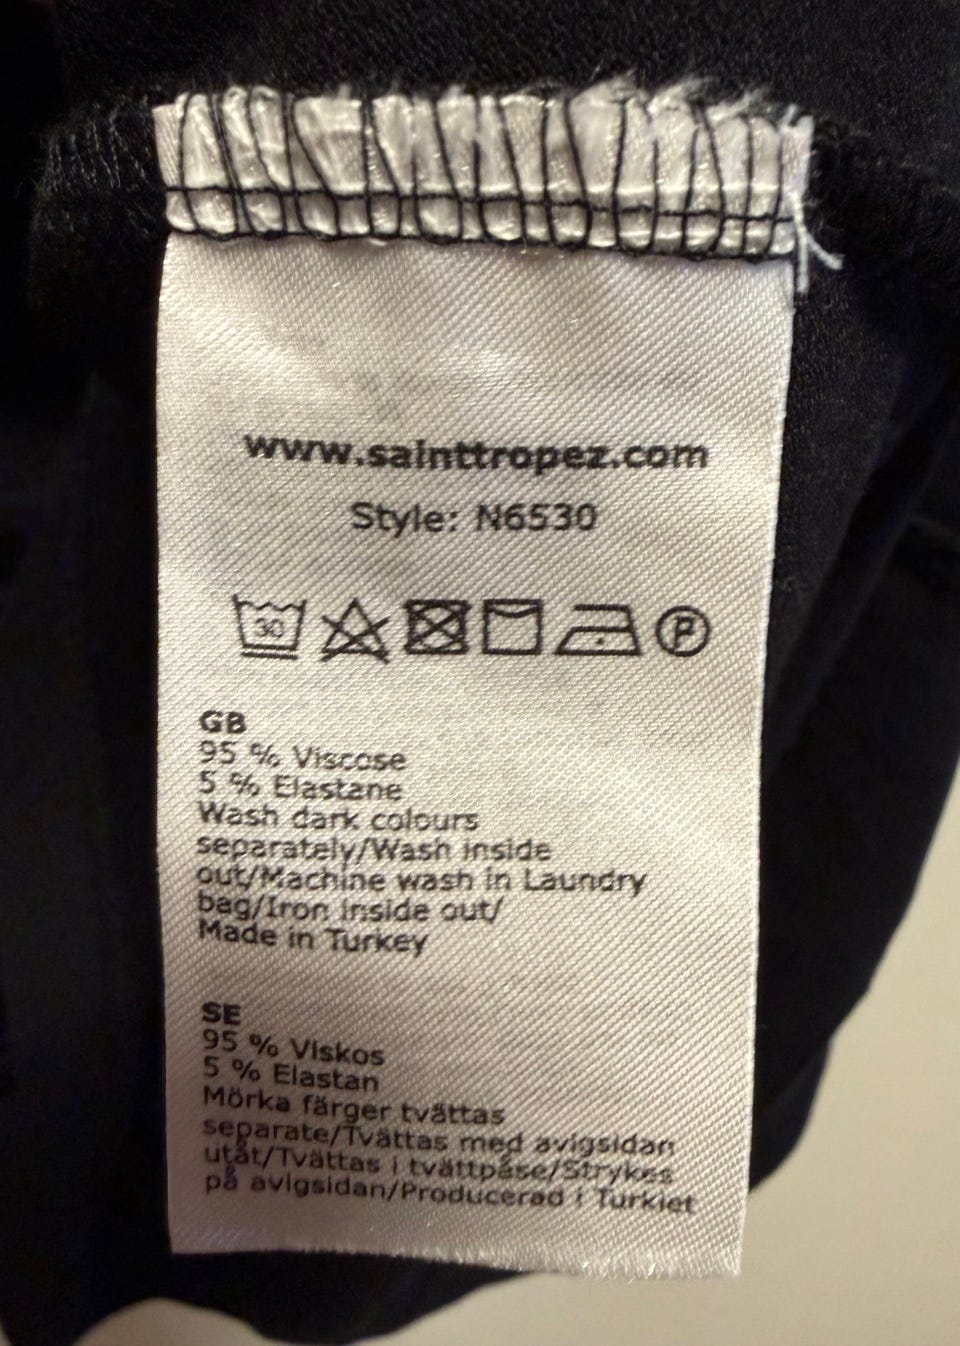 www.sainttropez.com
Style: N6530
30
P
GB
95 % Viscose
5 % Elastane
Wash dark colours
separately/Wash inside
out/Machine wash in Laundry
bag/Iron inside out/
Made in Turkey
SE
95 % Viskos
5 % Elastan
Mörka färger tvättas
separate/Tvättas med avigsidan
utåt/Tvättas i tvättpåse/Strykes
på avigsidan/Producerad i Turkiet